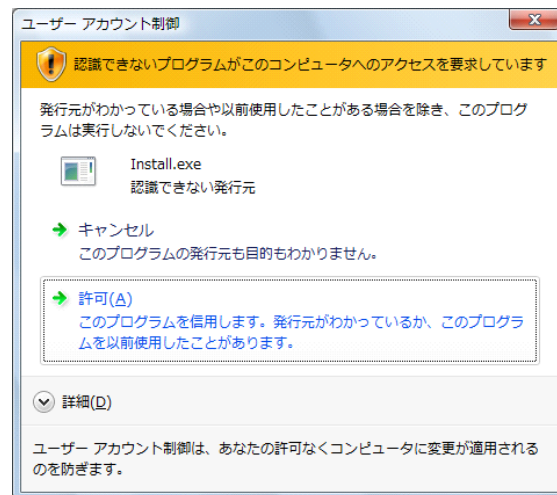 ユーザー アカウント制御
認識できないプログラムがこのコンピュータへのアクセスを要求しています
発行元がわかっている場合や以前使用したことがある場合を除き、このプログ
ラムは実行しないでください。
Install.exe
認識できない発行元
キャンセル
このプログラムの発行元も目的もわかりません。
許可(A)
このプログラムを信用します。発行元がわかっているか、このプログラ
ムを以前使用したことがあります。
詳細(D)
ユーザー アカウント制御は、あなたの許可なくコンピュータに変更が適用される
のを防ぎます。